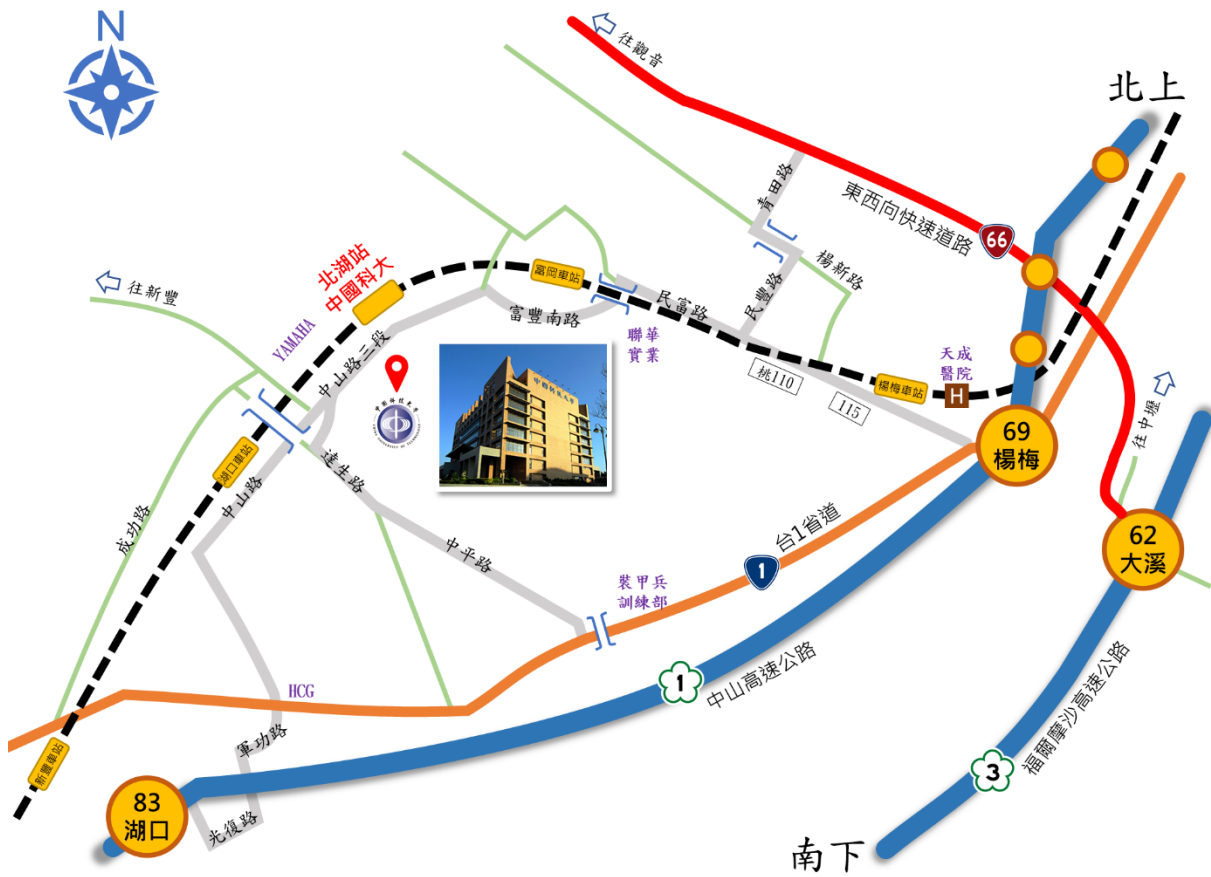 N
往觀音
北上
青田路
東西向快速道路
66
楊新路
民豐路
北湖站
中國科大
富岡車站
民富路
往新豐
YAMAHA
富豐南路
聯華
實業
中山路三段
桃110
115
楊梅車站
天成
醫院
H
往中壢
中國科技大學
69
楊梅
湖口車站
中山路
達生路
成功路
中平路
台1省道
1
62
大溪
裝甲兵
訓練部
HCG
1
中山高速公路
福爾摩沙高速公路
3
新豐車站
軍功路
83
湖口
光復路
南下